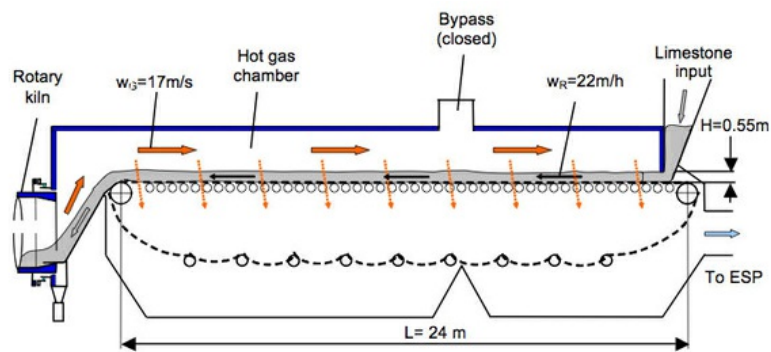 Bypass
(closed)
Limestone
input
Hot gas
chamber
w_G=17m/s
w_R=22m/h
Rotary
kiln
H=0.55m
To ESP
L= 24 m